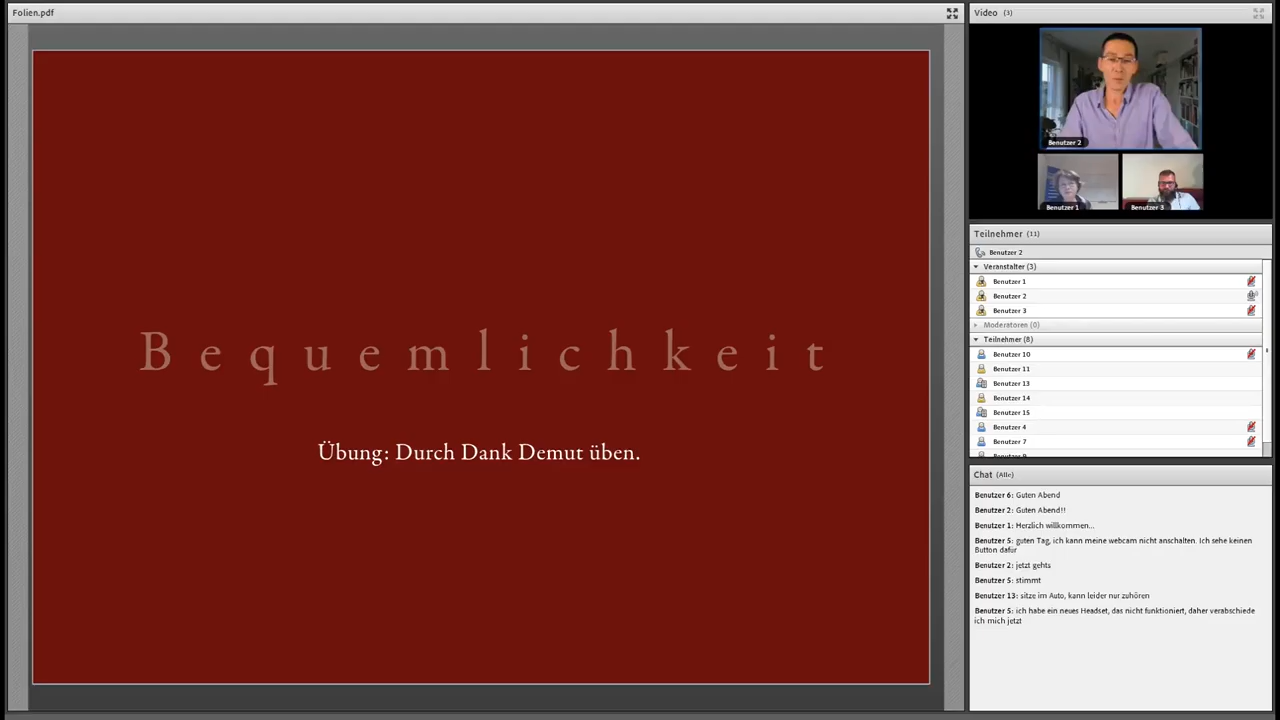 Folien.pdf
B e q u e m l i c h k e i t
Übung: Durch Dank Demut üben.
Video (3)
Benutzer 2
Benutzer 1
Benutzer 3
Teilnehmer (11)
Benutzer 2
Veranstalter (3)
Benutzer 1
Benutzer 2
Benutzer 3
Moderatoren (0)
Teilnehmer (8)
Benutzer 10
Benutzer 11
Benutzer 13
Benutzer 14
Benutzer 15
Benutzer 4
Benutzer 7
Benutzer 9
Chat (Alle)
Benutzer 6: Guten Abend
Benutzer 2: Guten Abend!!
Benutzer 1: Herzlich willkommen...
Benutzer 5: guten Tag, ich kann meine webcam nicht anschalten. Ich sehe keinen
Button dafür
Benutzer 2: jetzt gehts
Benutzer 5: stimmt
Benutzer 13: sitze im Auto, kann leider nur zuhören
Benutzer 5: ich habe ein neues Headset, das nicht funktioniert, daher verabschiede
ich mich jetzt